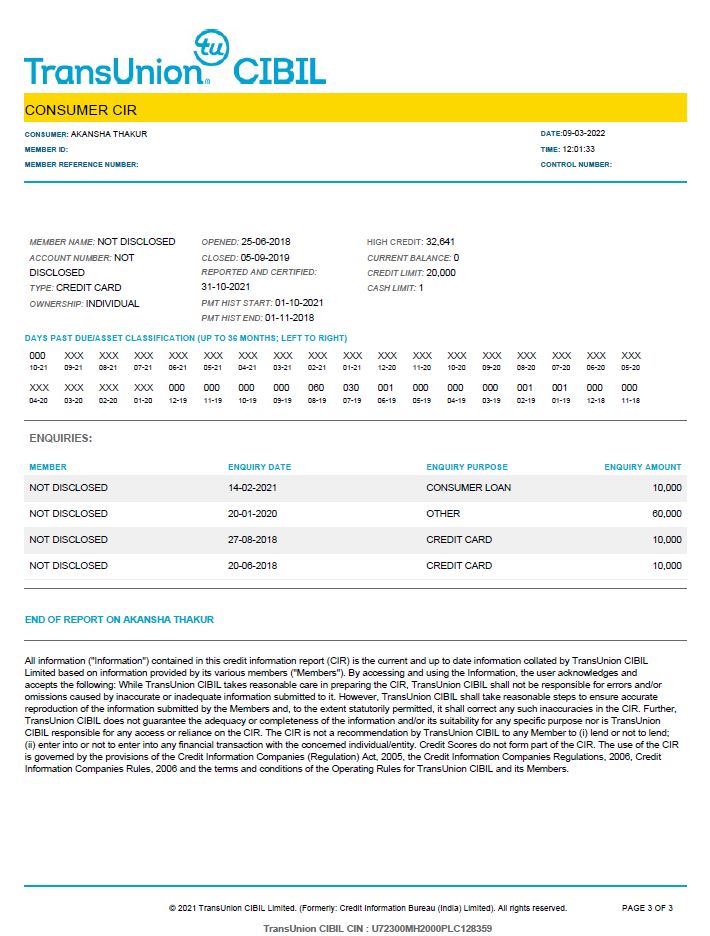 TransUnion CIBIL
CONSUMER CIR
CONSUMER: AKANSHA THAKUR
DATE:09-03-2022
MEMBER ID:
TIME: 12:01:33
MEMBER REFERENCE NUMBER:
CONTROL NUMBER:
MEMBER NAME: NOT DISCLOSED
ACCOUNT NUMBER: NOT
DISCLOSED
TYPE: CREDIT CARD
OWNERSHIP: INDIVIDUAL
OPENED: 25-06-2018
CLOSED: 05-09-2019
REPORTED AND CERTIFIED:
31-10-2021
PMT HIST START: 01-10-2021
PMT HIST END: 01-11-2018
HIGH CREDIT: 32,641
CURRENT BALANCE: 0
CREDIT LIMIT: 20,000
CASH LIMIT: 1
DAYS PAST DUE/ASSET CLASSIFICATION (UP TO 36 MONTHS; LEFT TO RIGHT)
000 XXX XXX XXX XXX XXX XXX XXX XXX XXX XXX XXX XXX XXX XXX XXX XXX XXX
10-21 09-21 08-21 07-21 06-21 05-21 04-21 03-21 02-21 01-21 12-20 11-20 10-20 09-20 08-20 07-20 06-20 05-20
XXX XXX XXX XXX 000 000 000 000 060 030 001 000 000 000 001 001 000 000
04-20 03-20 02-20 01-20 12-19 11-19 10-19 09-19 08-19 07-19 06-19 05-19 04-19 03-19 02-19 01-19 12-18 11-18
ENQUIRIES:
MEMBER ENQUIRY DATE ENQUIRY PURPOSE ENQUIRY AMOUNT
NOT DISCLOSED 14-02-2021 CONSUMER LOAN 10,000
NOT DISCLOSED 20-01-2020 OTHER 60,000
NOT DISCLOSED 27-08-2018 CREDIT CARD 10,000
NOT DISCLOSED 20-06-2018 CREDIT CARD 10,000
END OF REPORT ON AKANSHA THAKUR
All information ("Information") contained in this credit information report (CIR) is the current and up to date information collated by TransUnion CIBIL
Limited based on information provided by its various members ("Members"). By accessing and using the Information, the user acknowledges and
accepts the following: While TransUnion CIBIL takes reasonable care in preparing the CIR, TransUnion CIBIL shall not be responsible for errors and/or
omissions caused by inaccurate or inadequate information submitted to it. However, TransUnion CIBIL shall take reasonable steps to ensure accurate
reproduction of the information submitted by the Members and, to the extent statutorily permitted, it shall correct any such inaccuracies in the CIR. Further,
TransUnion CIBIL does not guarantee the adequacy or completeness of the information and/or its suitability for any specific purpose nor is TransUnion
CIBIL responsible for any access or reliance on the CIR. The CIR is not a recommendation by TransUnion CIBIL to any Member to (i) lend or not to lend;
(ii) enter into or not to enter into any financial transaction with the concerned individual/entity. Credit Scores do not form part of the CIR. The use of the CIR
is governed by the provisions of the Credit Information Companies (Regulation) Act, 2005, the Credit Information Companies Regulations, 2006, Credit
Information Companies Rules, 2006 and the terms and conditions of the Operating Rules for TransUnion CIBIL and its Members.
© 2021 TransUnion CIBIL Limited. (Formerly: Credit Information Bureau (India) Limited). All rights reserved.
PAGE 3 OF 3
TransUnion CIBIL CIN : U72300MH2000PLC128359